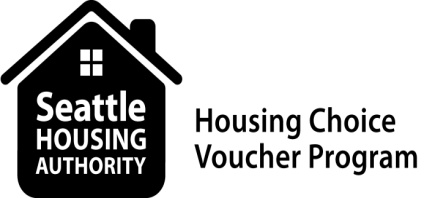 Seattle
HOUSING
AUTHORITY
Housing Choice
Voucher Program